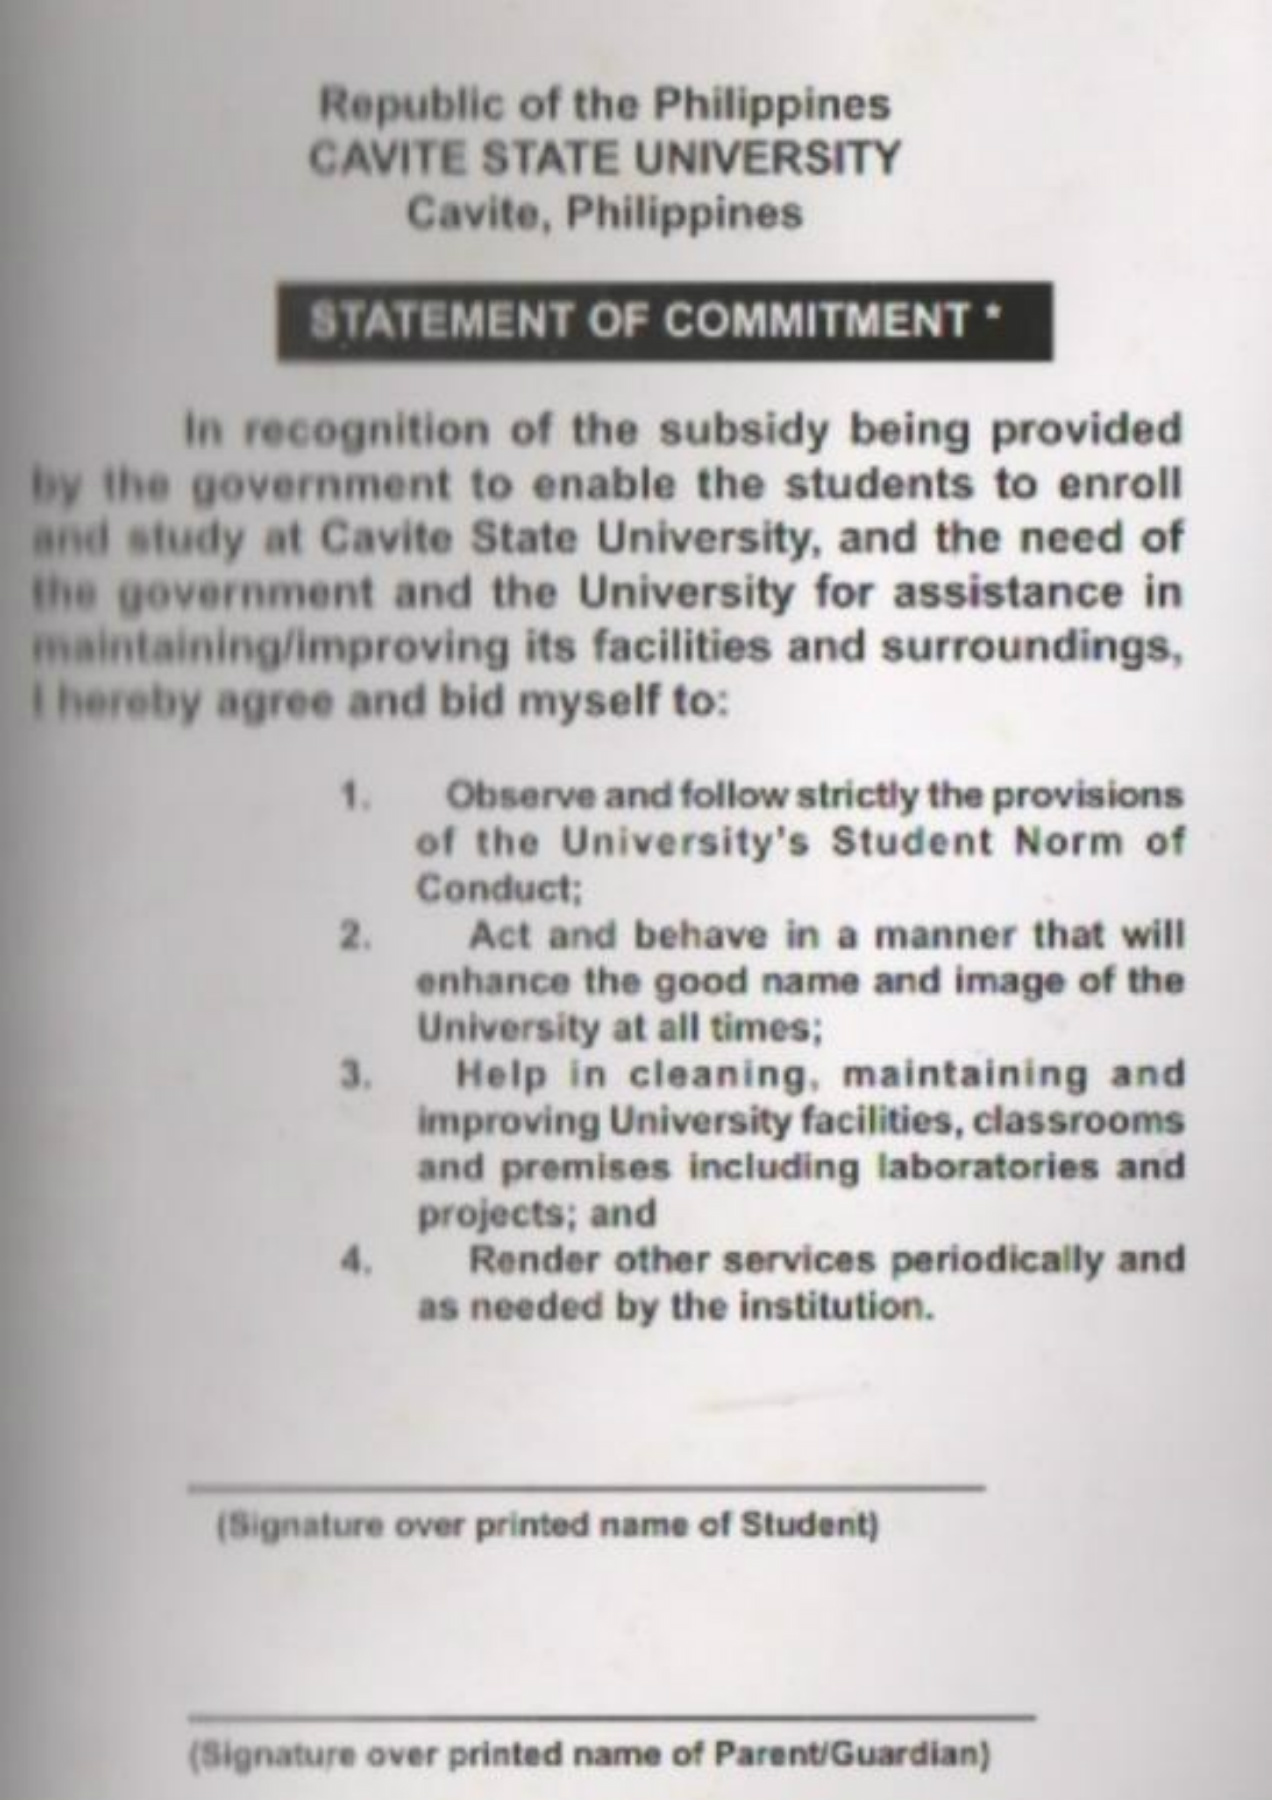 Republic of the Philippines
CAVITE STATE UNIVERSITY
Cavite, Philippines
STATEMENT OF COMMITMENT *
In recognition of the subsidy being provided
by the government to enable the students to enroll
and study at Cavite State University, and the need of
the government and the University for assistance in
maintaining/improving its facilities and surroundings,
I hereby agree and bid myself to:
1. Observe and follow strictly the provisions
of the University's Student Norm of
Conduct;
2. Act and behave in a manner that will
enhance the good name and image of the
University at all times;
3. Help in cleaning, maintaining and
improving University facilities, classrooms
and premises including laboratories and
projects; and
4. Render other services periodically and
as needed by the institution.
(Signature over printed name of Student)
(Signature over printed name of Parent/Guardian)